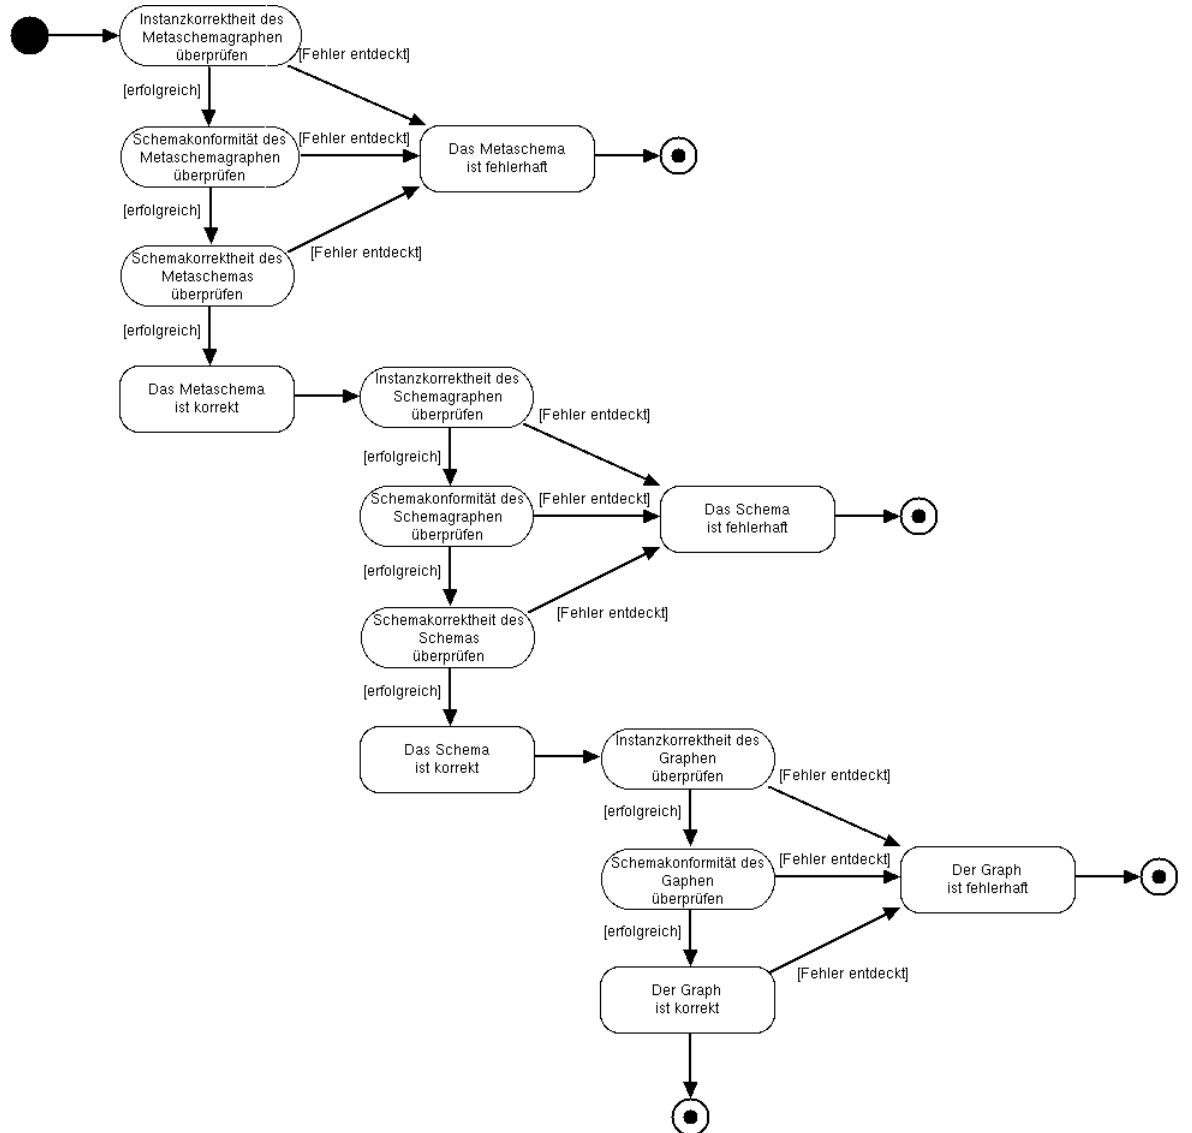 Instanzkorrektheit des
Metaschemagraphen
überprüfen
[Fehler entdeckt]
[erfolgreich]
Schemakonformität des
Metaschemagraphen
überprüfen
[Fehler entdeckt]
Das Metaschema
ist fehlerhaft
[erfolgreich]
Schemakorrektheit des
Metaschemas
überprüfen
[Fehler entdeckt]
[erfolgreich]
Das Metaschema
ist korrekt
Instanzkorrektheit des
Schemagraphen
überprüfen
[Fehler entdeckt]
[erfolgreich]
Schemakonformität des
Schemagraphen
überprüfen
[Fehler entdeckt]
Das Schema
ist fehlerhaft
[erfolgreich]
Schemakorrektheit des
Schemas
überprüfen
[Fehler entdeckt]
[erfolgreich]
Das Schema
ist korrekt
Instanzkorrektheit des
Graphen
überprüfen
[Fehler entdeckt]
[erfolgreich]
Schemakonformität des
Gaphen
überprüfen
[Fehler entdeckt]
Der Graph
ist fehlerhaft
[erfolgreich]
Der Graph
ist korrekt
[Fehler entdeckt]